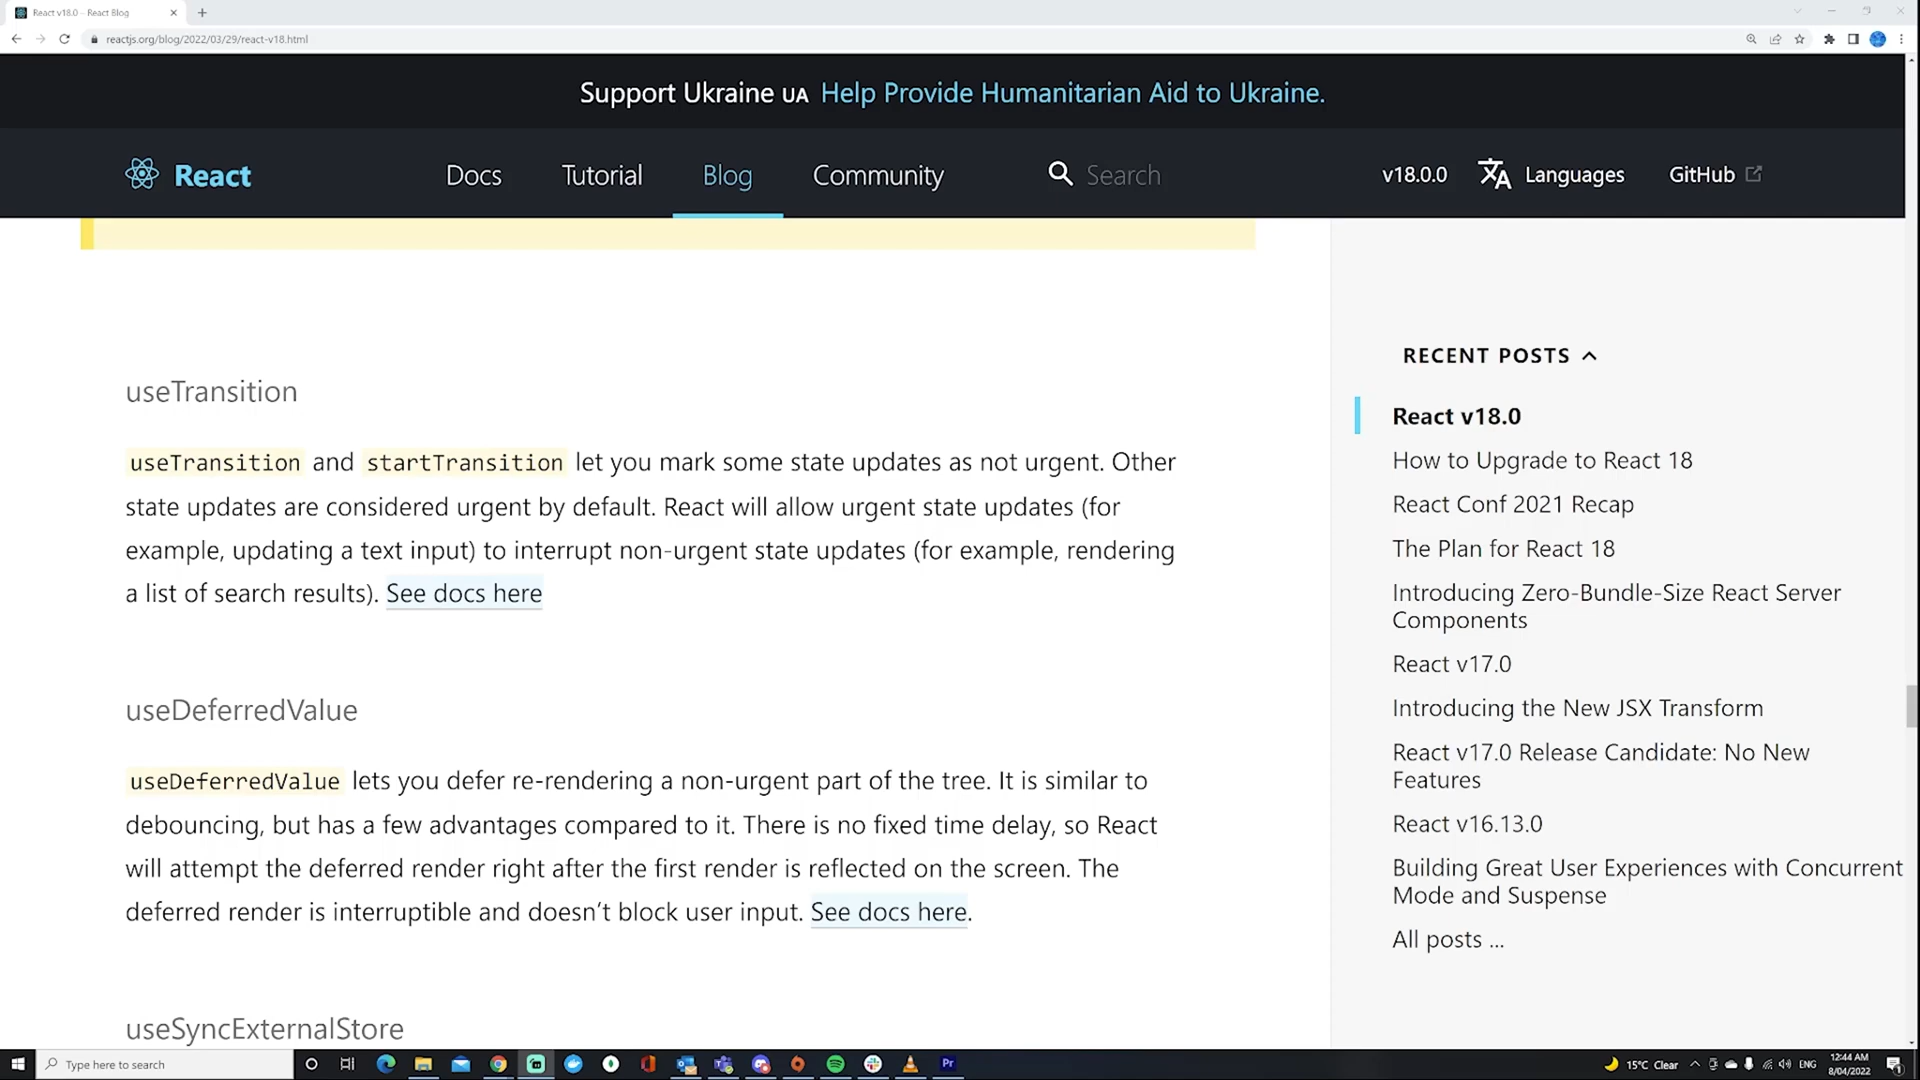 React v18.0 – React Blog
reactjs.org/blog/2022/03/29/react-v18.html
Support Ukraine UA Help Provide Humanitarian Aid to Ukraine.
React
Docs
Tutorial
Blog
Community
Search
v18.0.0
Languages
GitHub
useTransition
useTransition and startTransition let you mark some state updates as not urgent. Other
state updates are considered urgent by default. React will allow urgent state updates (for
example, updating a text input) to interrupt non-urgent state updates (for example, rendering
a list of search results). See docs here
useDeferredValue
useDeferredValue lets you defer re-rendering a non-urgent part of the tree. It is similar to
debouncing, but has a few advantages compared to it. There is no fixed time delay, so React
will attempt the deferred render right after the first render is reflected on the screen. The
deferred render is interruptible and doesn’t block user input. See docs here.
useSyncExternalStore
RECENT POSTS
React v18.0
How to Upgrade to React 18
React Conf 2021 Recap
The Plan for React 18
Introducing Zero-Bundle-Size React Server
Components
React v17.0
Introducing the New JSX Transform
React v17.0 Release Candidate: No New
Features
React v16.13.0
Building Great User Experiences with Concurrent
Mode and Suspense
All posts ...
Type here to search
Pr
15°C Clear
ENG
12:44 AM
8/04/2022
1